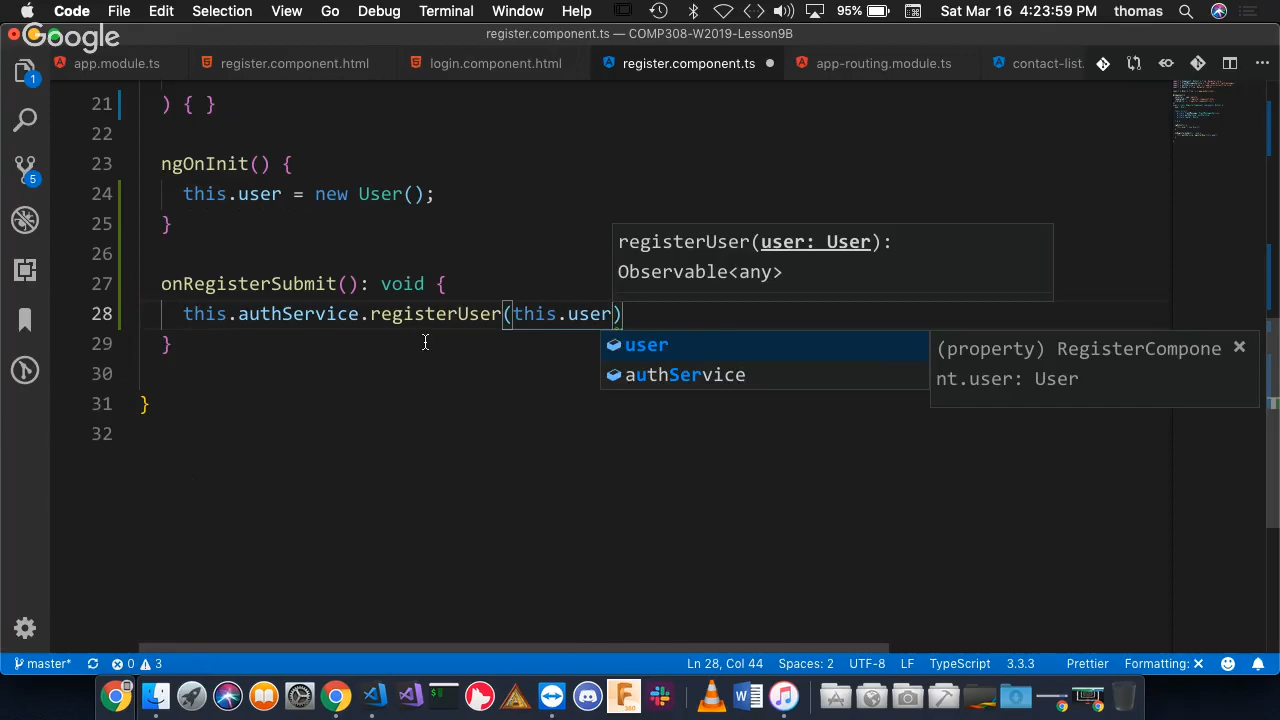 Code File Edit Selection View Go Debug Terminal Window Help 95% Sat Mar 16 4:23:59 PM thomas
Google
register.component.ts — COMP308-W2019-Lesson9B
app.module.ts register.component.html login.component.html register.component.ts app-routing.module.ts contact-list.
1
5
21 ) { }
22
23 ngOnInit() {
24 this.user = new User();
25 }
26
registerUser(user: User):
Observable<any>
27 onRegisterSubmit(): void {
28 this.authService.registerUser(this.user)
29 }
user
authService
(property) RegisterCompone
nt.user: User
30
31 }
32
master* 0 3 Ln 28, Col 44 Spaces: 2 UTF-8 LF TypeScript 3.3.3 Prettier Formatting: